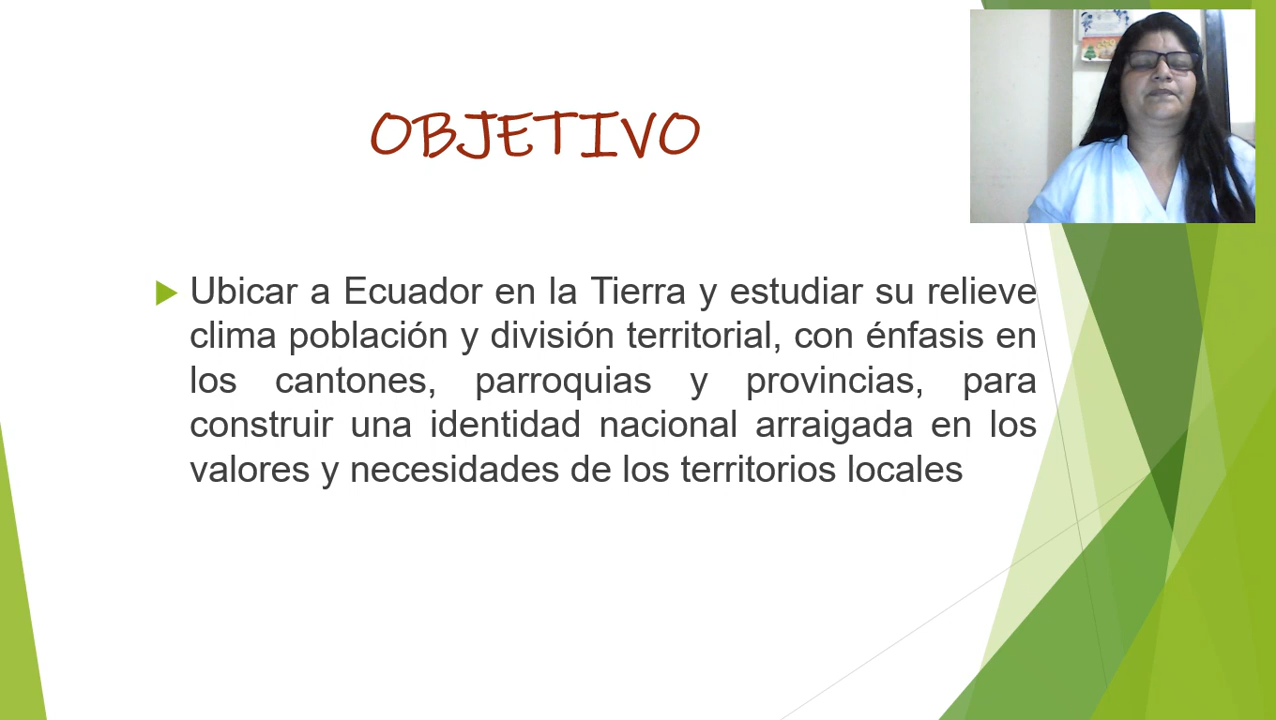 OBJETIVO
Ubicar a Ecuador en la Tierra y estudiar su relieve
clima población y división territorial, con énfasis en
los cantones, parroquias y provincias, para
construir una identidad nacional arraigada en los
valores y necesidades de los territorios locales